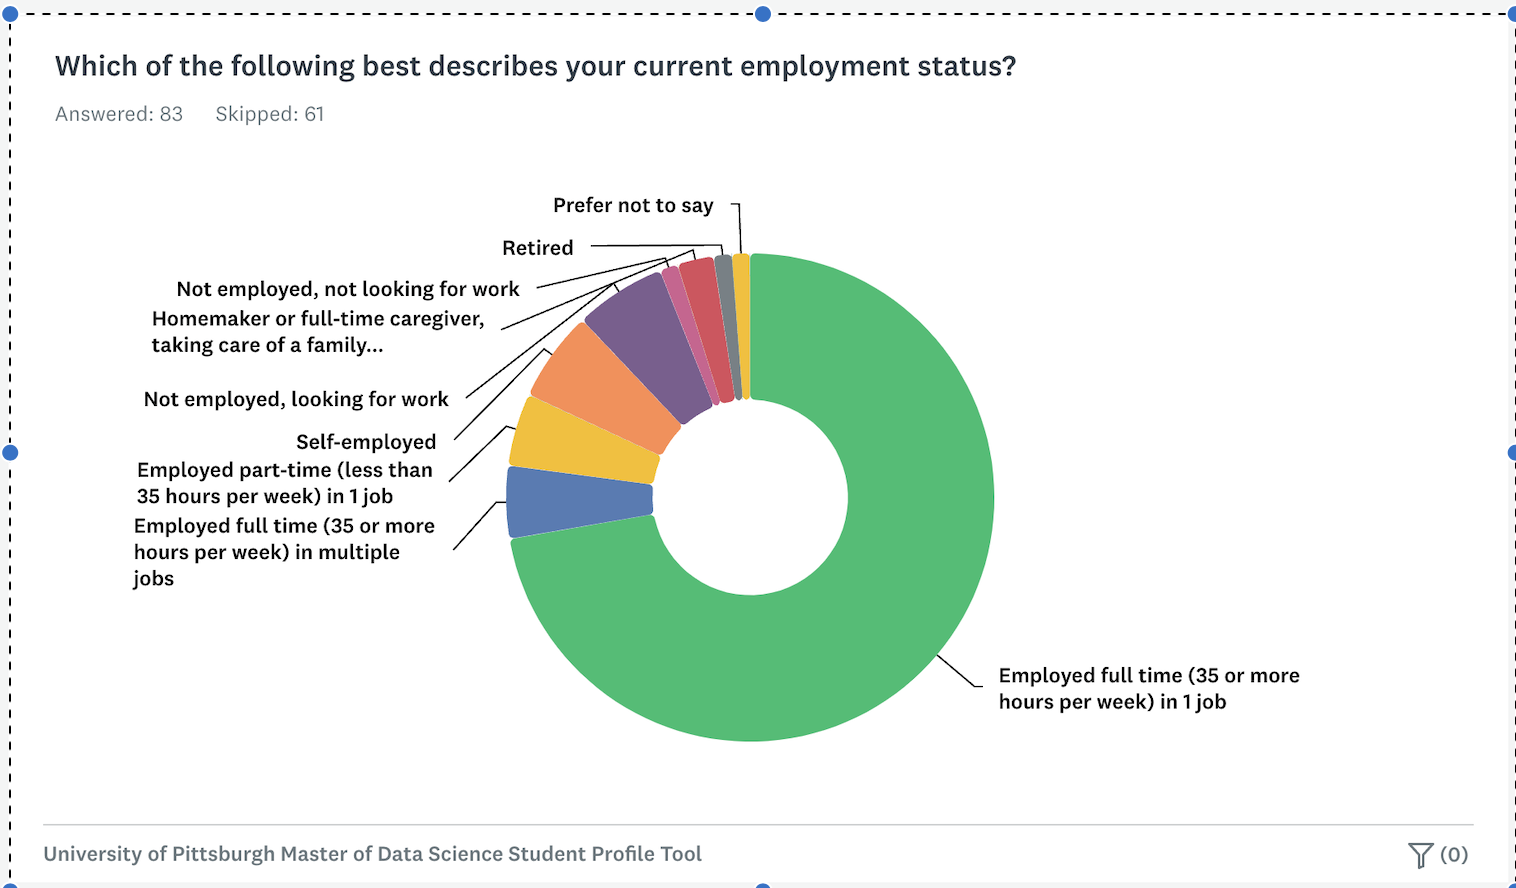 Which of the following best describes your current employment status?
Answered: 83 Skipped: 61
Prefer not to say
Retired
Not employed, not looking for work
Homemaker or full-time caregiver,
taking care of a family...
Not employed, looking for work
Self-employed
Employed part-time (less than
35 hours per week) in 1 job
Employed full time (35 or more
hours per week) in multiple
jobs
Employed full time (35 or more
hours per week) in 1 job
University of Pittsburgh Master of Data Science Student Profile Tool
(0)